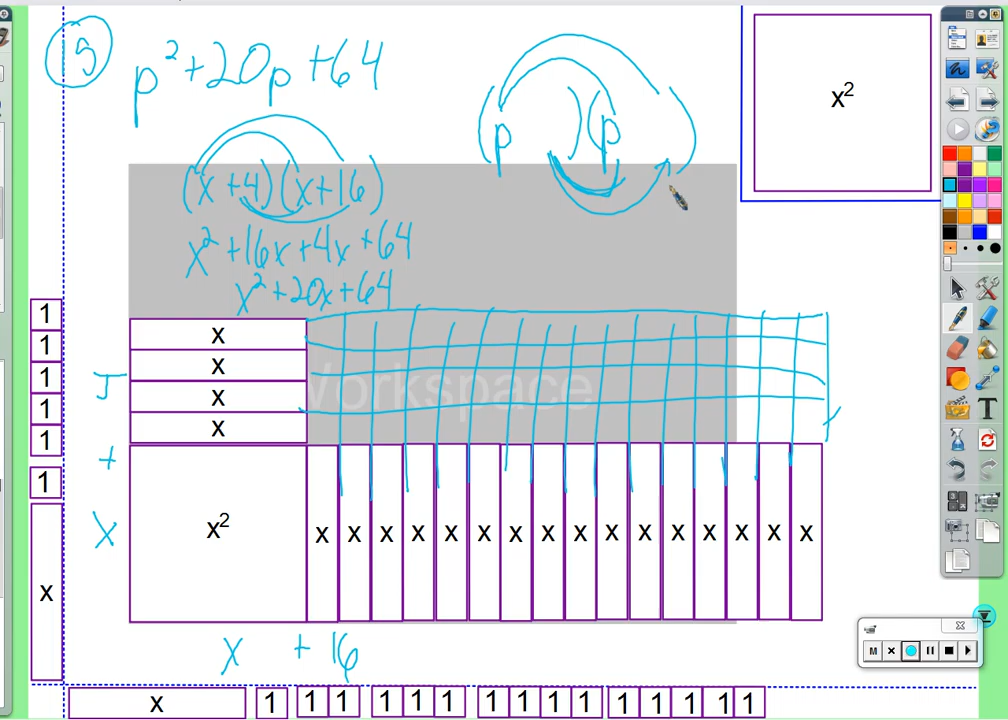 15
p² + 20p + 64
(p )(p )
x²
(x + 4)(x + 16)
x² + 16x + 4x + 64
x² + 20x + 64
1
1
1
1
1
1
x
x
x
x
x
Workspace
+
x
x²
x x x x x x x x x x x x x x x x
x + 16
x 1 1 1 1 1 1 1 1 1 1 1 1 1 1 1 1
T
M